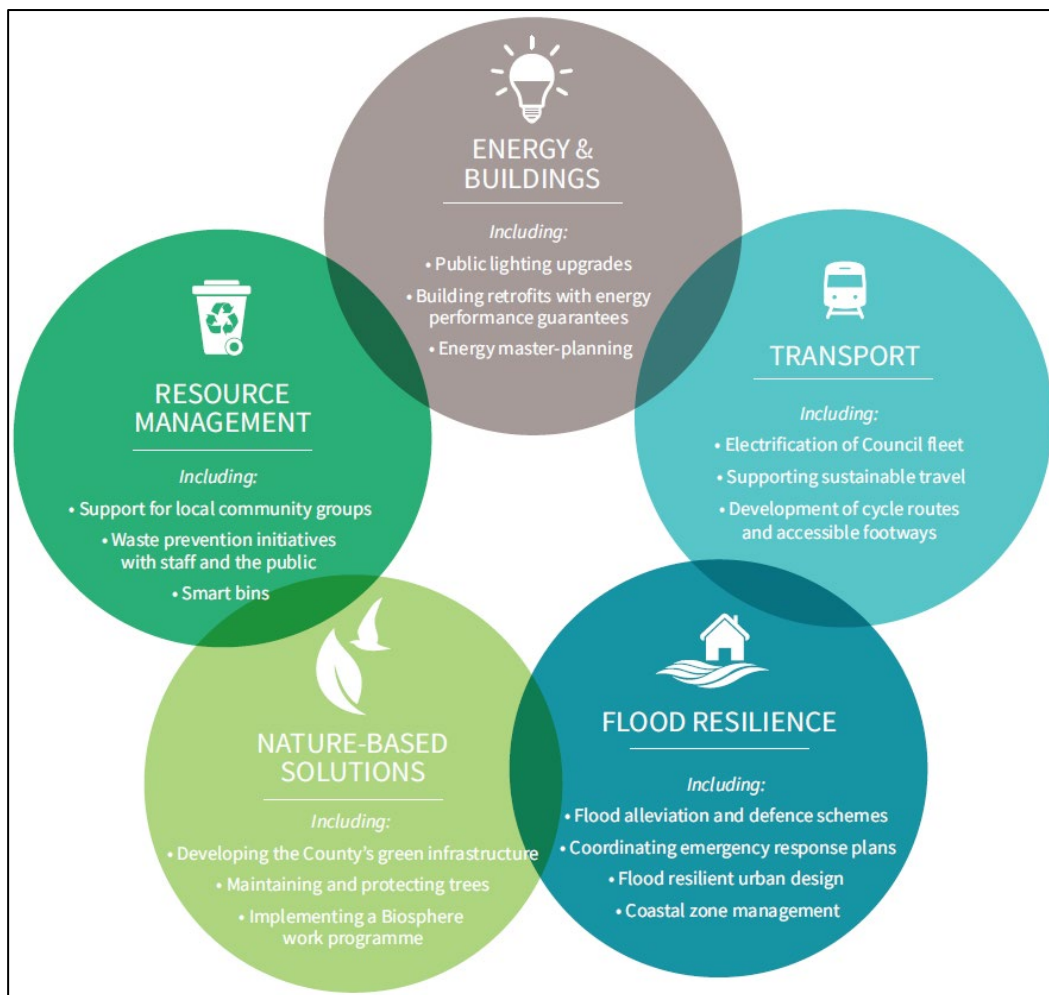 ENERGY &
BUILDINGS
Including:
• Public lighting upgrades
• Building retrofits with energy
performance guarantees
• Energy master-planning
TRANSPORT
Including:
• Electrification of Council fleet
• Supporting sustainable travel
• Development of cycle routes
and accessible footways
RESOURCE
MANAGEMENT
Including:
• Support for local community groups
• Waste prevention initiatives
with staff and the public
• Smart bins
NATURE-BASED
SOLUTIONS
Including:
• Developing the County's green infrastructure
• Maintaining and protecting trees
• Implementing a Biosphere
work programme
FLOOD RESILIENCE
Including:
• Flood alleviation and defence schemes
• Coordinating emergency response plans
• Flood resilient urban design
• Coastal zone management